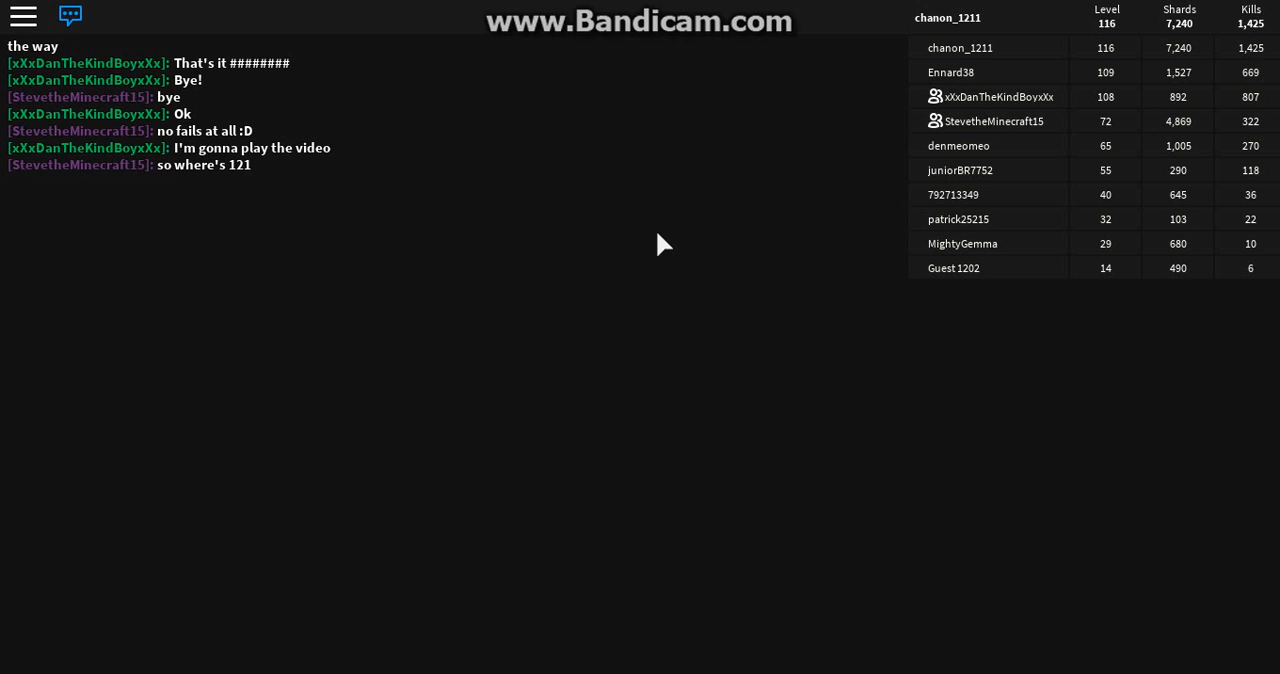 www.Bandicam.com
chanon_1211 Level Shards Kills
116 7,240 1,425
the way
[xXxDanTheKindBoyxXx]: That's it ########
[xXxDanTheKindBoyxXx]: Bye!
[StevetheMinecraft15]: bye
[xXxDanTheKindBoyxXx]: Ok
[StevetheMinecraft15]: no fails at all :D
[xXxDanTheKindBoyxXx]: I'm gonna play the video
[StevetheMinecraft15]: so where's 121
chanon_1211 116 7,240 1,425
Ennard38 109 1,527 669
xXxDanTheKindBoyxXx 108 892 807
StevetheMinecraft15 72 4,869 322
denmeomeo 65 1,005 270
juniorBR7752 55 290 118
792713349 40 645 36
patrick25215 32 103 22
MightyGemma 29 680 10
Guest 1202 14 490 6